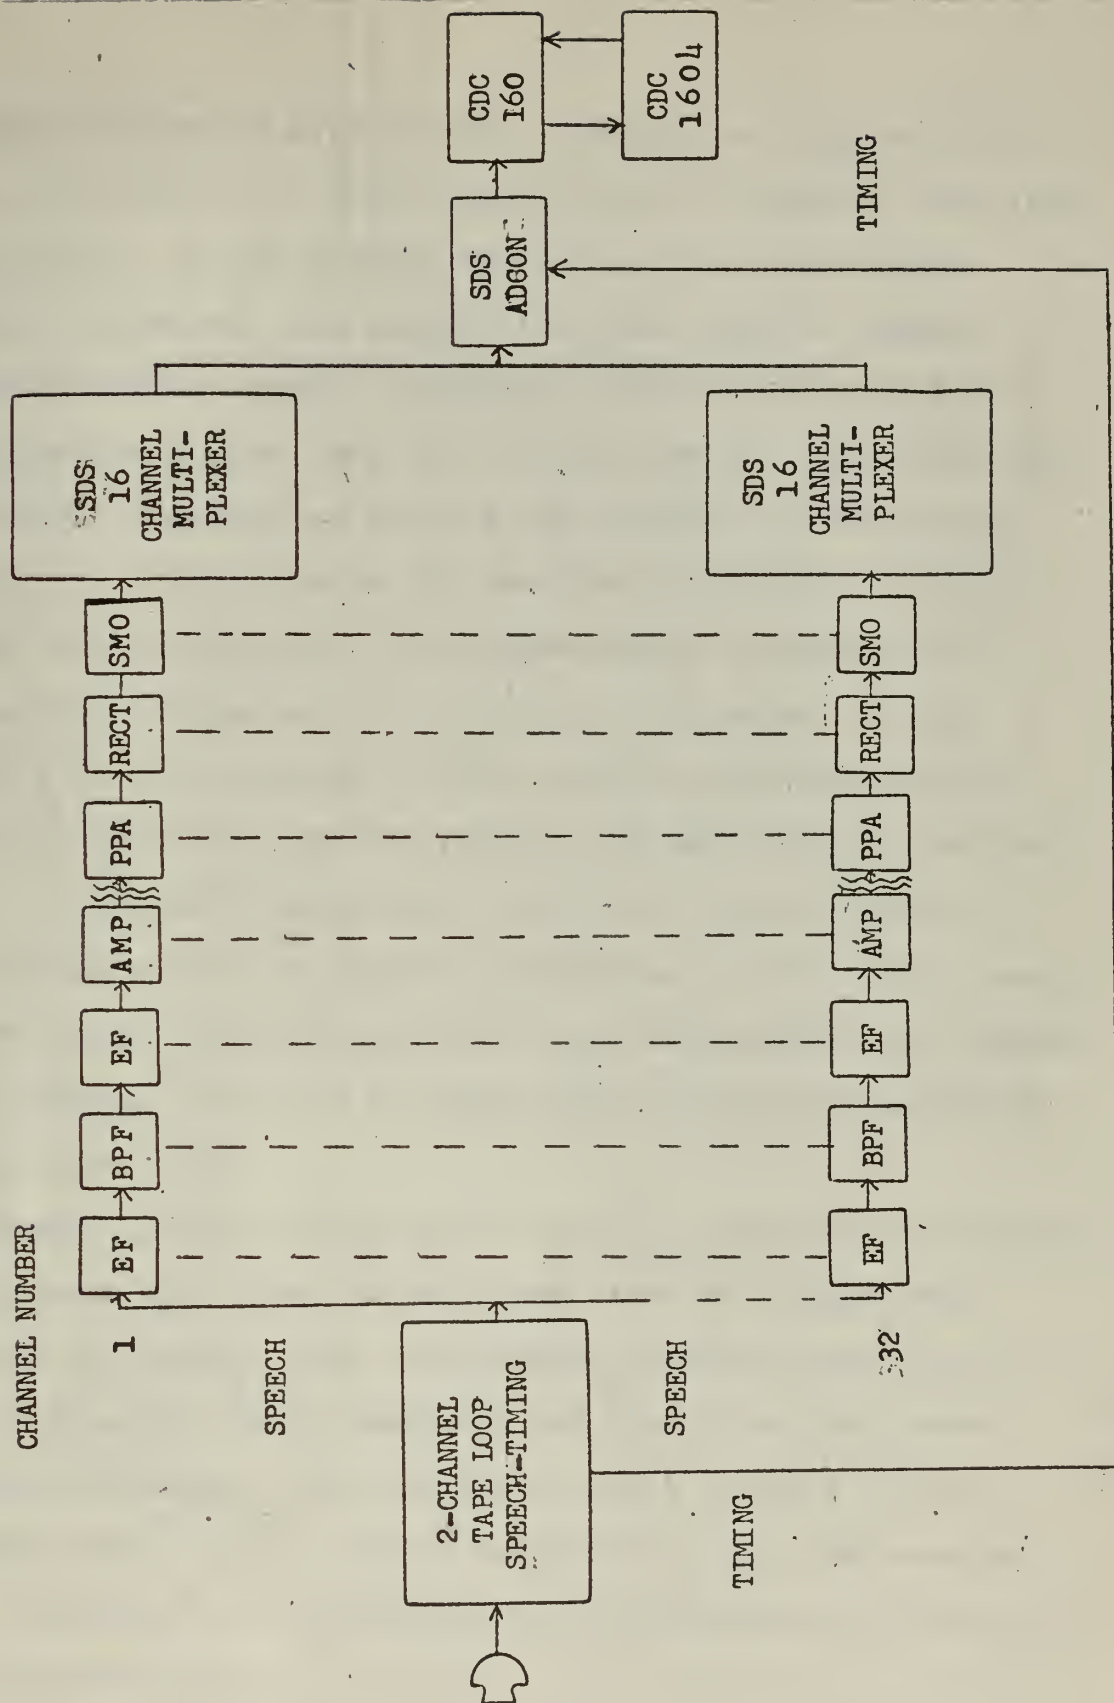 CHANNEL NUMBER
1
SPEECH
2-CHANNEL
TAPE LOOP
SPEECH-TIMING
SPEECH
TIMING
32
EF
BPF
EF
AMP
PPA
RECT
SMO
SDS
16
CHANNEL
MULTI-
PLEXER
EF
BPF
EF
AMP
PPA
RECT
SMO
SDS
16
CHANNEL
MULTI-
PLEXER
SDS
ADCON
CDC
160
CDC
1604
TIMING